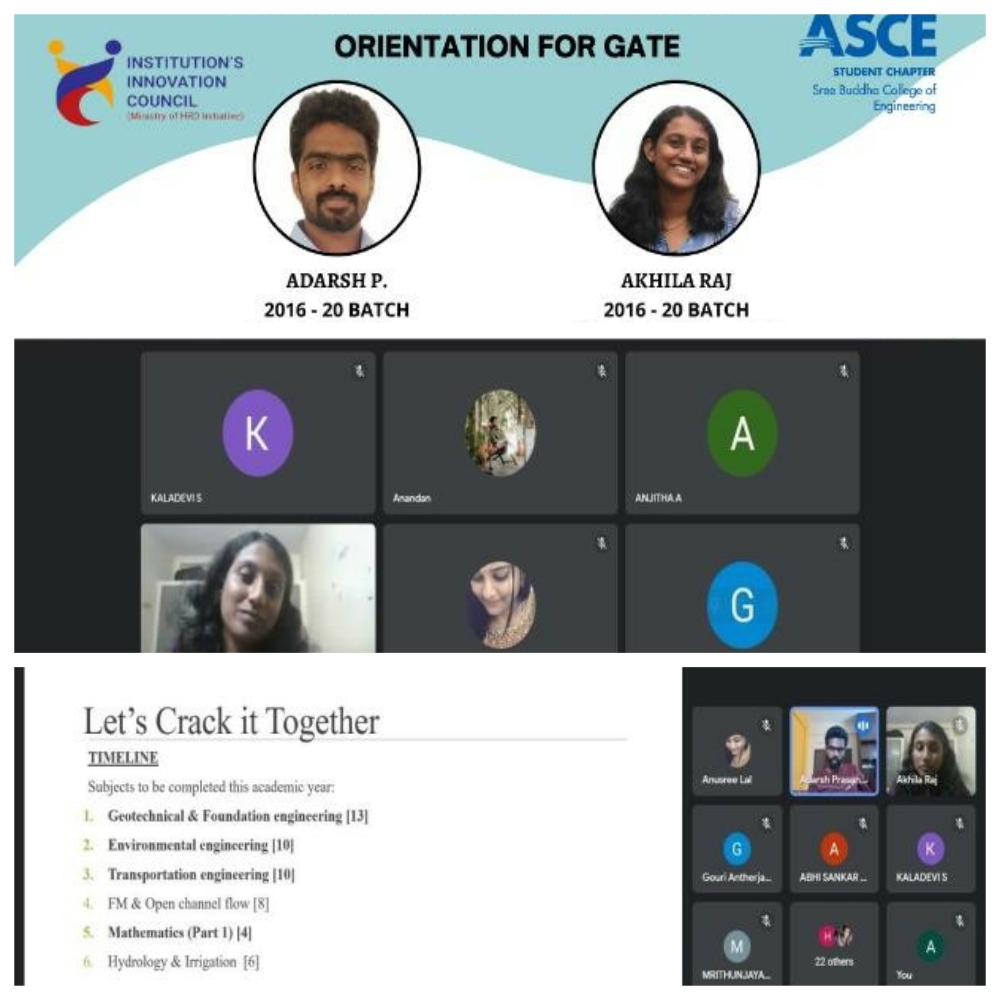 ORIENTATION FOR GATE
INSTITUTION'S
INNOVATION
COUNCIL
(Ministry of HRD Initiative)
ASCE
STUDENT CHAPTER
Sree Buddha College of
Engineering
ADARSH P.
2016 - 20 BATCH
AKHILA RAJ
2016 - 20 BATCH
K
KALADEVI S
Anandan
A
ANJITHA A
G
Let's Crack it Together
TIMELINE
Subjects to be completed this academic year:
1. Geotechnical & Foundation engineering [13]
2. Environmental engineering [10]
3. Transportation engineering [10]
4. FM & Open channel flow [8]
5. Mathematics (Part 1) [4]
6. Hydrology & Irrigation [6]
Anusree Lal
Adarsh Prasan...
Akhila Raj
G
Gouri Antherja...
A
ABHI SANKAR ...
K
KALADEVI S
M
MRITHUNJAYA...
H
22 others
A
You